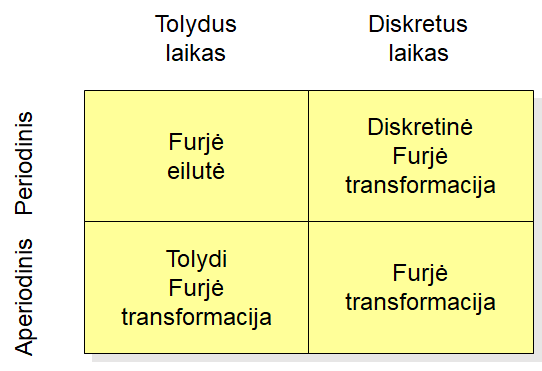 Tolydus
laikas
Diskretus
laikas
Periodinis
Furjė
eilutė
Diskretinė
Furjė
transformacija
Aperiodinis
Tolydi
Furjė
transformacija
Furjė
transformacija